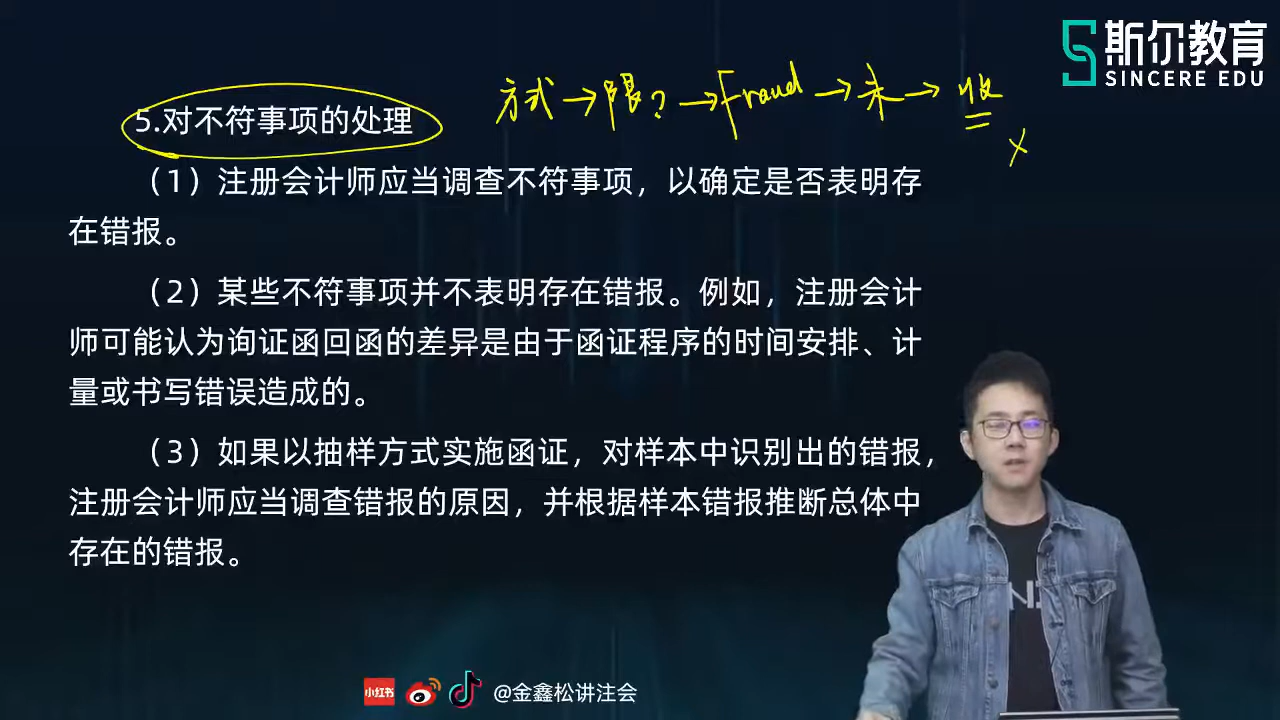 斯尔教育
SINCERE EDU
方式→限?→Fraud→未→收
×
5.对不符事项的处理
（1）注册会计师应当调查不符事项，以确定是否表明存
在错报。
（2）某些不符事项并不表明存在错报。例如，注册会计
师可能认为询证函回函的差异是由于函证程序的时间安排、计
量或书写错误造成的。
（3）如果以抽样方式实施函证，对样本中识别出的错报，
注册会计师应当调查错报的原因，并根据样本错报推断总体中
存在的错报。
小红书
@金鑫松讲注会